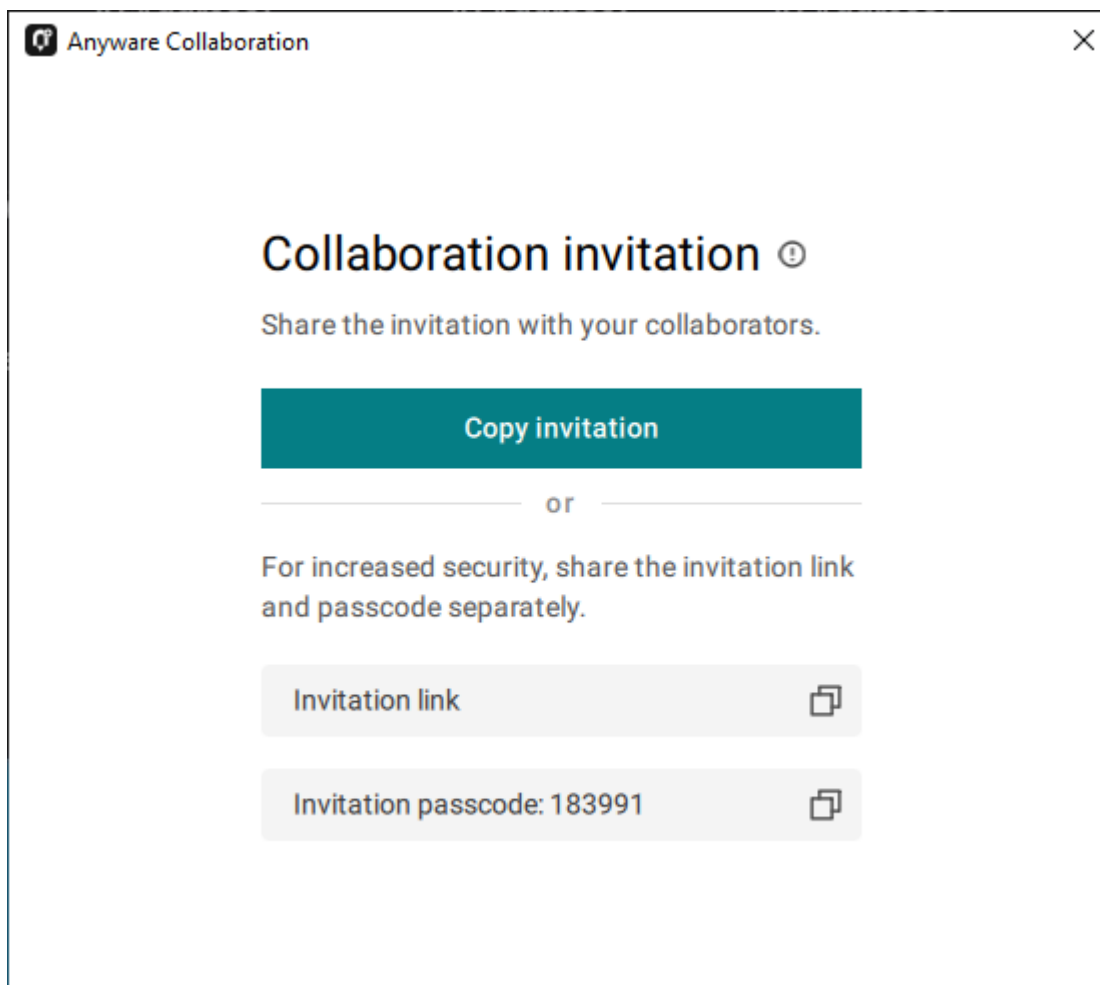 Anyware Collaboration
Collaboration invitation
Share the invitation with your collaborators.
Copy invitation
or
For increased security, share the invitation link
and passcode separately.
Invitation link
Invitation passcode: 183991